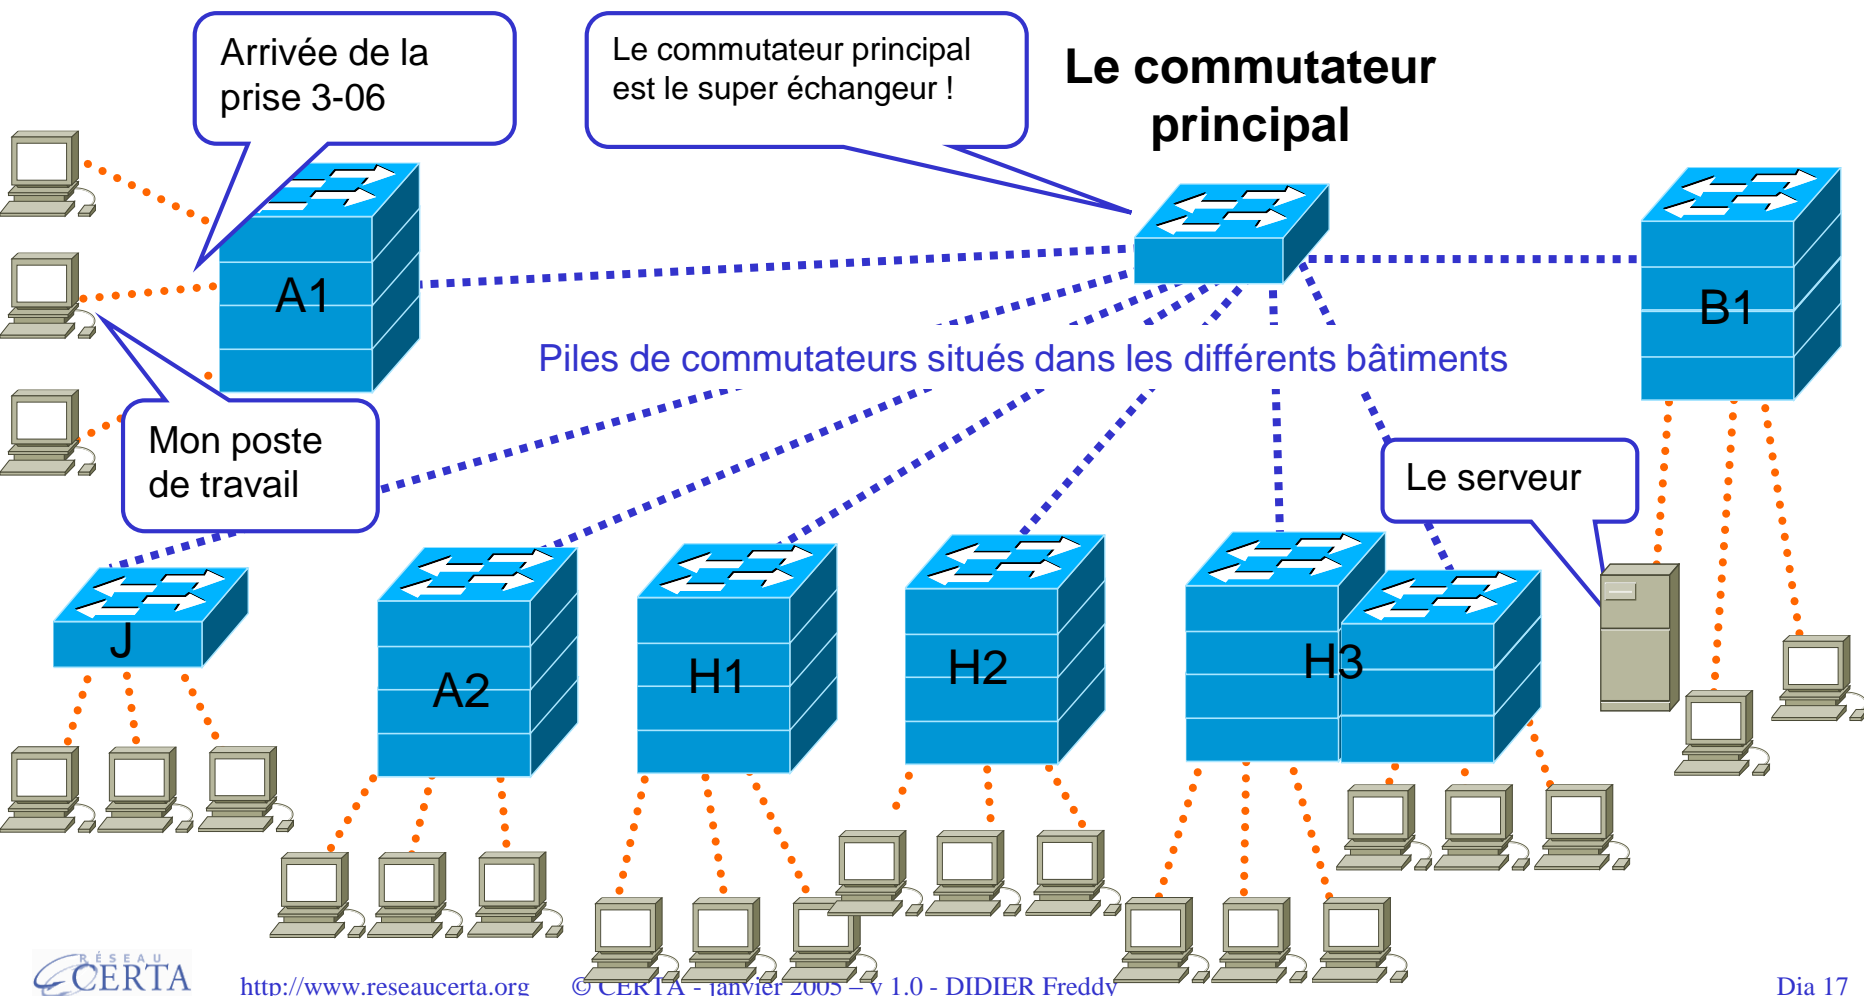 Arrivée de la
prise 3-06
Le commutateur principal
est le super échangeur !
Le commutateur
principal
A1
B1
Piles de commutateurs situés dans les différents bâtiments
Mon poste
de travail
Le serveur
J
A2
H1
H2
H3
RÉSEAU
CERTA
http://www.reseaucerta.org
© CERTA - janvier 2005 – v 1.0 - DIDIER Freddy
Dia 17